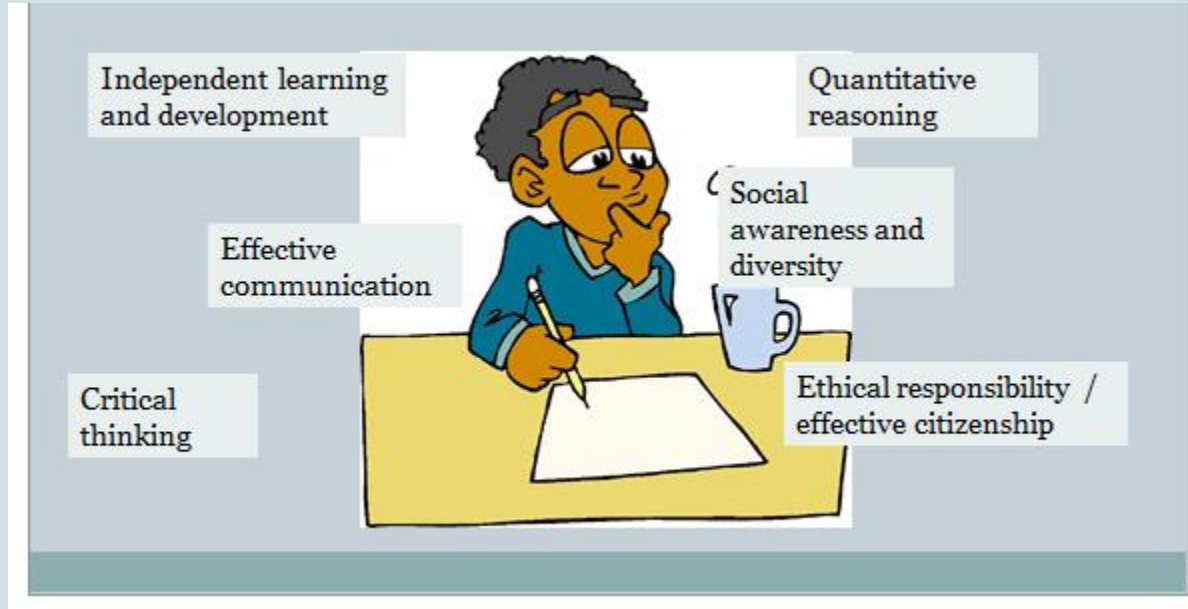 Independent learning
and development
Quantitative
reasoning
Effective
communication
Social
awareness and
diversity
Critical
thinking
Ethical responsibility /
effective citizenship